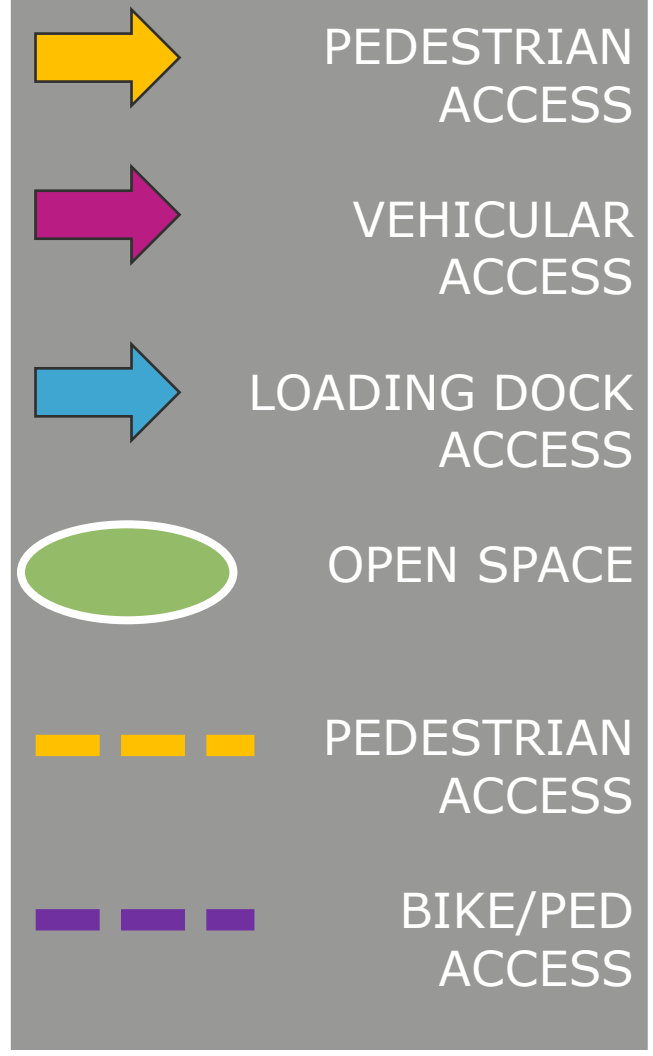 PEDESTRIAN
ACCESS
VEHICULAR
ACCESS
LOADING DOCK
ACCESS
OPEN SPACE
PEDESTRIAN
ACCESS
BIKE/PED
ACCESS